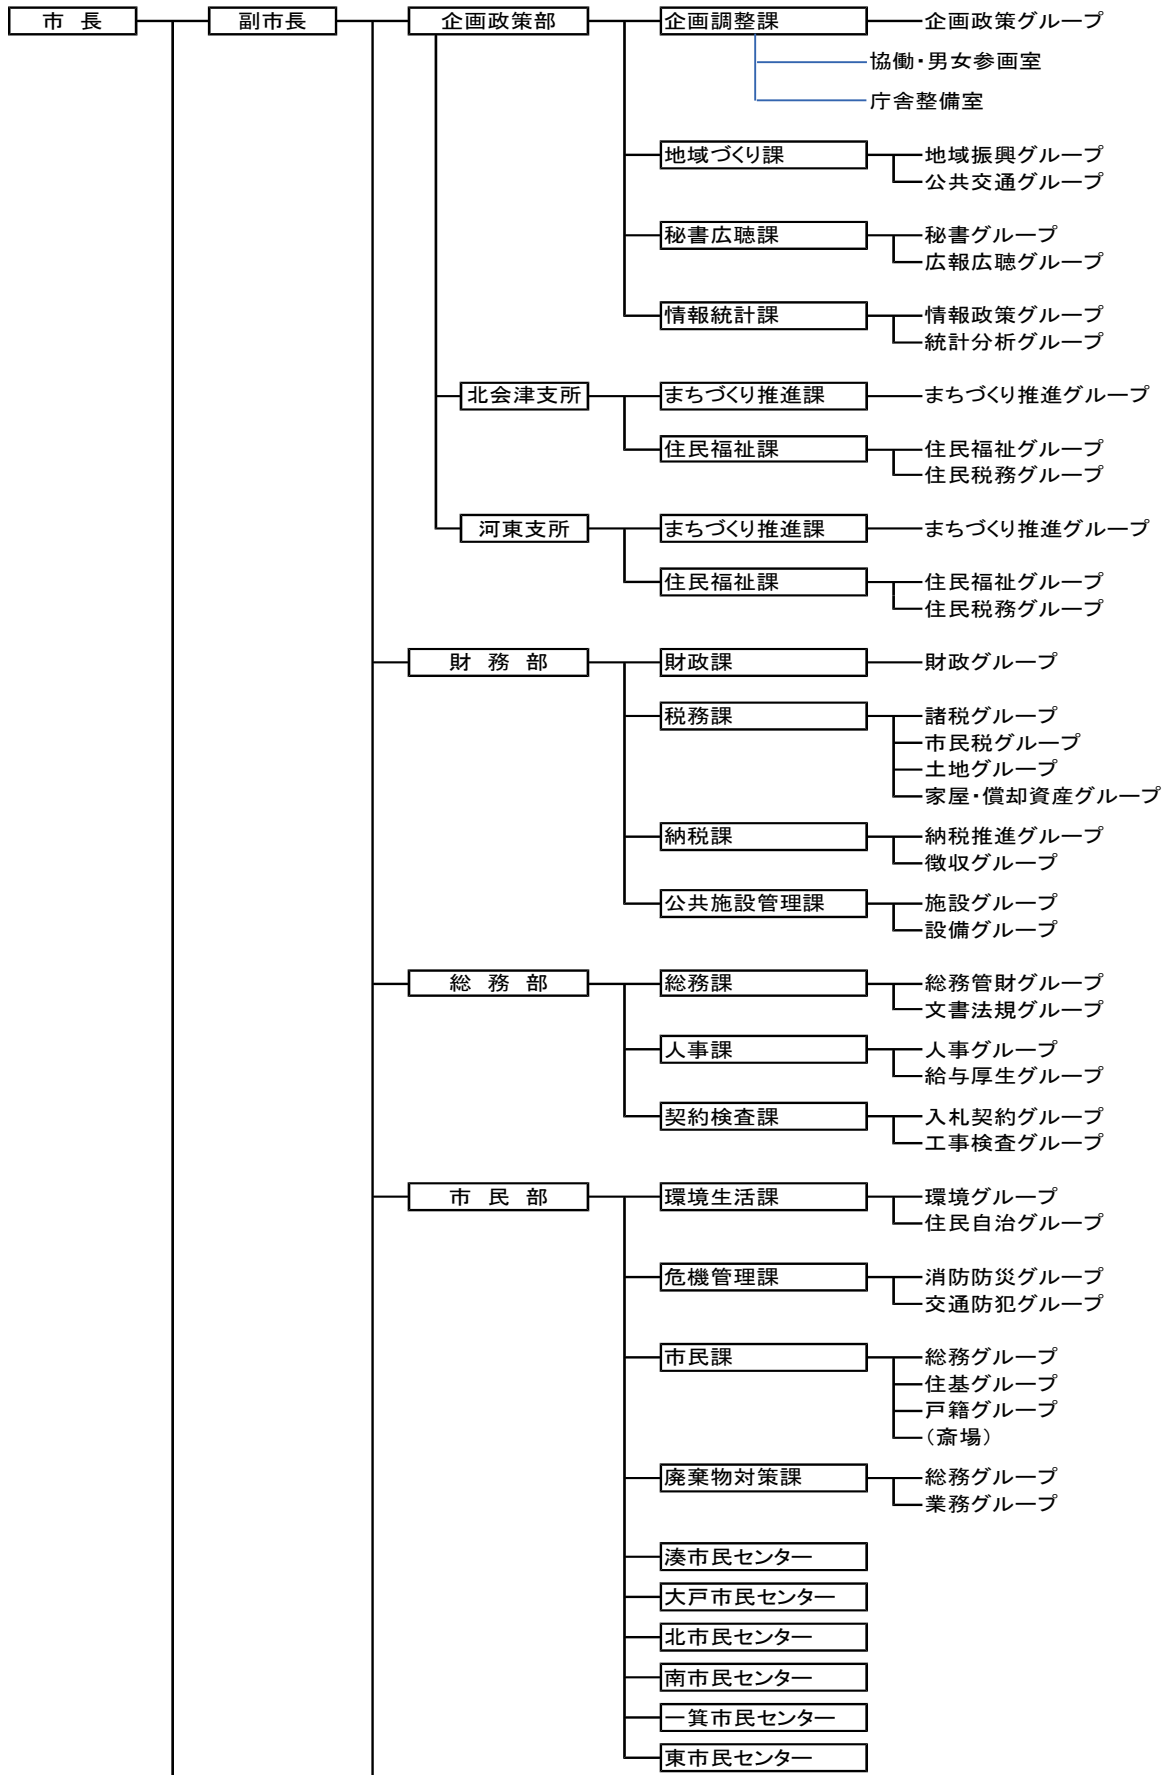 市 長 副市長 企画政策部 企画調整課 企画政策グループ
協働・男女参画室
庁舎整備室
地域づくり課 地域振興グループ
公共交通グループ
秘書広聴課 秘書グループ
広報広聴グループ
情報統計課 情報政策グループ
統計分析グループ
北会津支所 まちづくり推進課 まちづくり推進グループ
住民福祉課 住民福祉グループ
住民税務グループ
河東支所 まちづくり推進課 まちづくり推進グループ
住民福祉課 住民福祉グループ
住民税務グループ
財 務 部 財政課 財政グループ
税務課 諸税グループ
市民税グループ
土地グループ
家屋・償却資産グループ
納税課 納税推進グループ
徴収グループ
公共施設管理課 施設グループ
設備グループ
総 務 部 総務課 総務管財グループ
文書法規グループ
人事課 人事グループ
給与厚生グループ
契約検査課 入札契約グループ
工事検査グループ
市 民 部 環境生活課 環境グループ
住民自治グループ
危機管理課 消防防災グループ
交通防犯グループ
市民課 総務グループ
住基グループ
戸籍グループ
(斎場)
廃棄物対策課 総務グループ
業務グループ
湊市民センター
大戸市民センター
北市民センター
南市民センター
一箕市民センター
東市民センター